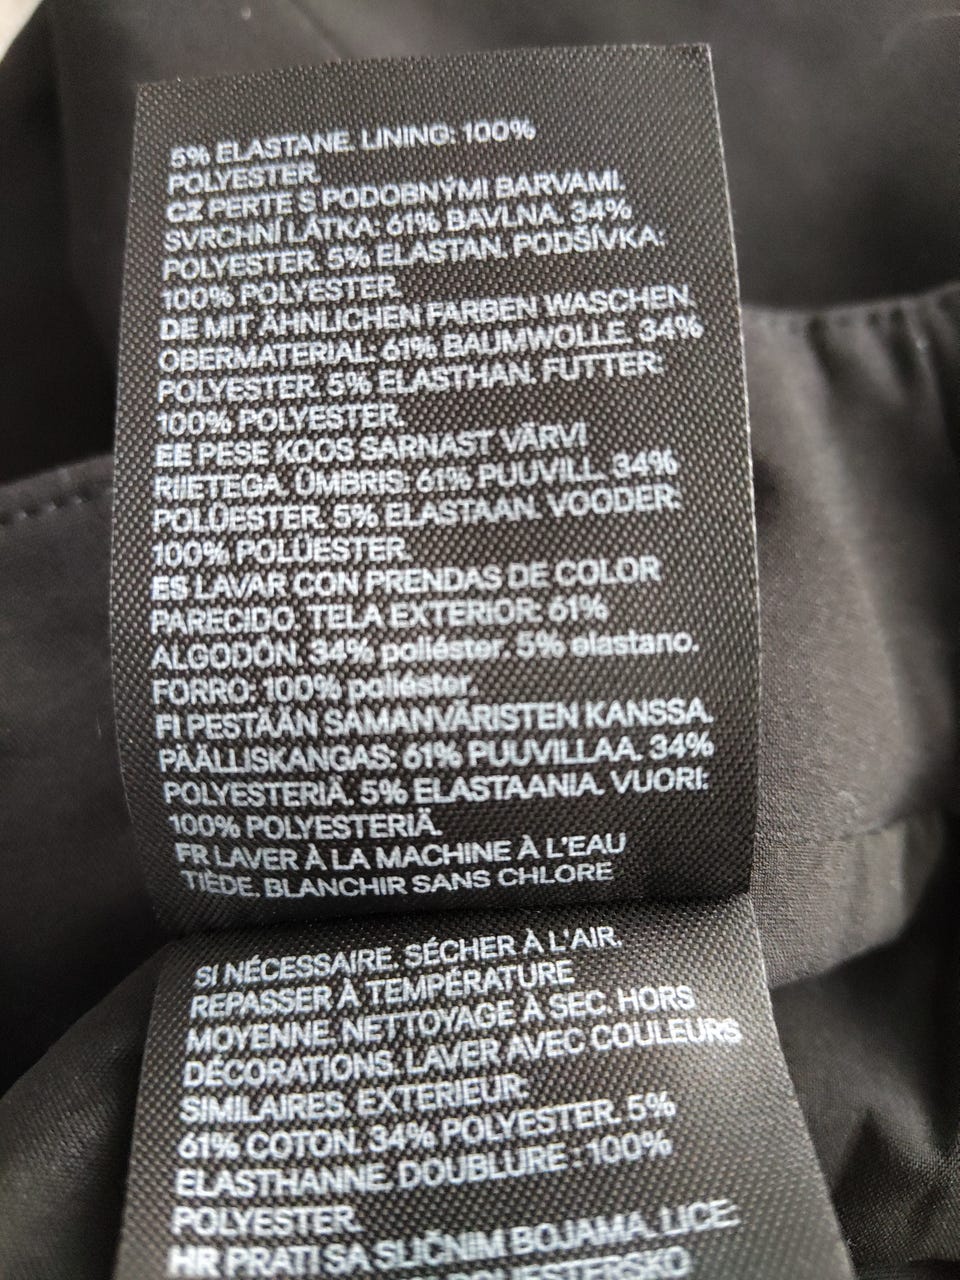 5% ELASTANE. LINING: 100%
POLYESTER.
CZ PERTE S PODOBNÝMI BARVAMI.
SVRCHNÍ LÁTKA: 61% BAVLNA. 34%
POLYESTER. 5% ELASTAN. PODŠÍVKA:
100% POLYESTER.
DE MIT ÄHNLICHEN FARBEN WASCHEN.
OBERMATERIAL: 61% BAUMWOLLE. 34%
POLYESTER. 5% ELASTHAN. FUTTER:
100% POLYESTER.
EE PESE KOOS SARNAST VÄRVI
RIIETEGA. ÜMBRIS: 61% PUUVILL. 34%
POLÜESTER. 5% ELASTAAN. VOODER:
100% POLÜESTER.
ES LAVAR CON PRENDAS DE COLOR
PARECIDO. TELA EXTERIOR: 61%
ALGODÓN. 34% poliéster. 5% elastano.
FORRO: 100% poliéster.
FI PESTÄÄN SAMANVÄRISTEN KANSSA.
PÄÄLLISKANGAS: 61% PUUVILLAA. 34%
POLYESTERIÄ. 5% ELASTAANIA. VUORI:
100% POLYESTERIÄ.
FR LAVER À LA MACHINE À L'EAU
TIÈDE. BLANCHIR SANS CHLORE
SI NÉCESSAIRE. SÉCHER À L'AIR.
REPASSER À TEMPÉRATURE
MOYENNE. NETTOYAGE À SEC. HORS
DÉCORATIONS. LAVER AVEC COULEURS
SIMILAIRES. EXTERIEUR:
61% COTON. 34% POLYESTER. 5%
ELASTHANNE. DOUBLURE : 100%
POLYESTER.
HR PRATI SA SLIČNIM BOJAMA. LICE:
POLIESTERSKO